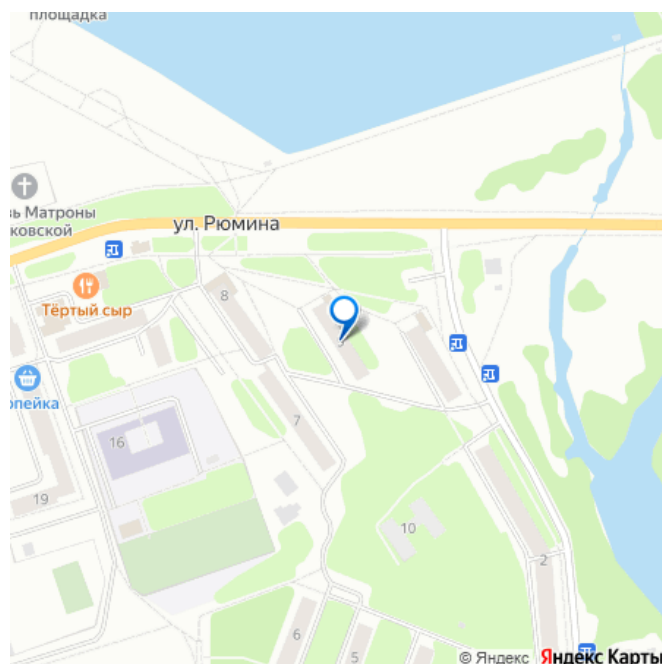 площадка
ул. Рюмина
вь Матроны
ковской
Тёртый сыр
8
опейка
7
16
19
10
2
6
5
© Яндекс Яндекс Карты